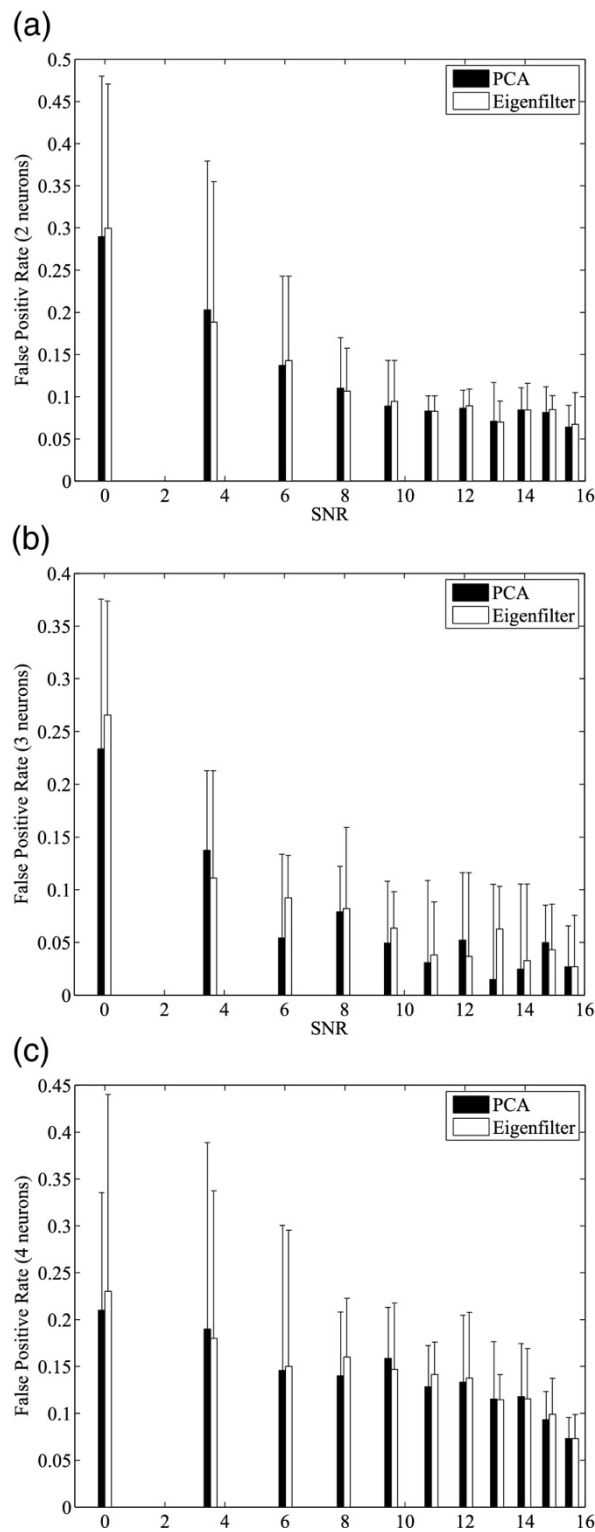 (a)
0.5
0.45
0.4
0.35
0.3
0.25
0.2
0.15
0.1
0.05
0
False Positiv Rate (2 neurons)
PCA
Eigenfilter
0 2 4 6 8 10 12 14 16
SNR
(b)
0.4
0.35
0.3
0.25
0.2
0.15
0.1
0.05
0
False Positive Rate (3 neurons)
PCA
Eigenfilter
0 2 4 6 8 10 12 14 16
SNR
(c)
0.45
0.4
0.35
0.3
0.25
0.2
0.15
0.1
0.05
0
False Positive Rate (4 neurons)
PCA
Eigenfilter
0 2 4 6 8 10 12 14 16